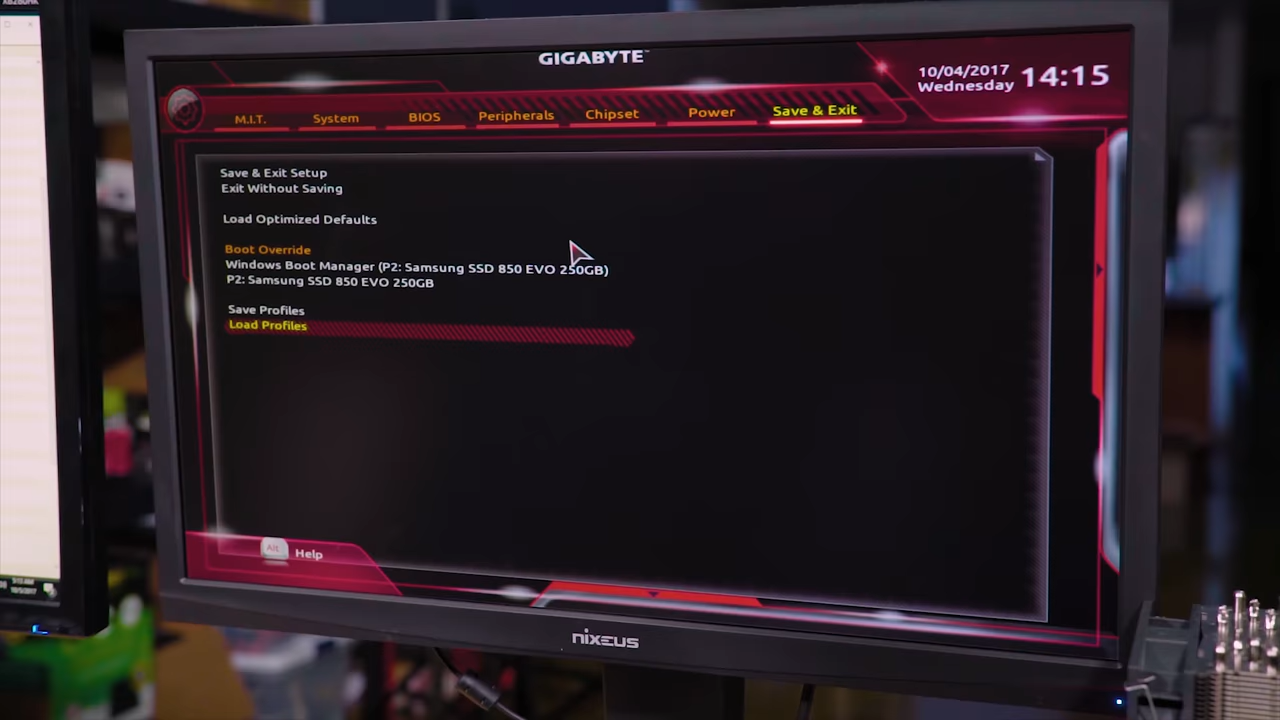 GIGABYTE
10/04/2017
Wednesday 14:15
M.I.T. System BIOS Peripherals Chipset Power Save & Exit
Save & Exit Setup
Exit Without Saving
Load Optimized Defaults
Boot Override
Windows Boot Manager (P2: Samsung SSD 850 EVO 250GB)
P2: Samsung SSD 850 EVO 250GB
Save Profiles
Load Profiles
Alt Help
nixeus